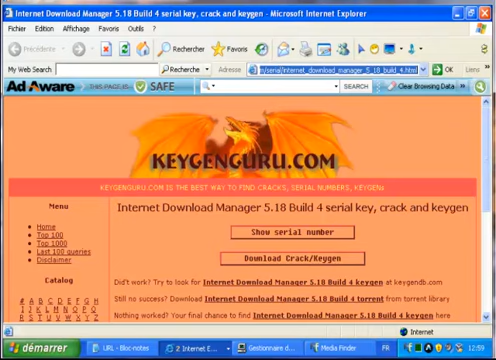 Internet Download Manager 5.18 Build 4 serial key, crack and keygen - Microsoft Internet Explorer
Fichier Edition Affichage Favoris Outils ?
Précédente Rechercher Favoris
My Web Search Recherche Adresse n/serial/internet_download_manager_5_18_build_4.html OK Liens
Ad Aware THIS PAGE IS SAFE SEARCH Clear Browsing Data
KEYGENGURU.COM
KEYGENGURU.COM IS THE BEST WAY TO FIND CRACKS, SERIAL NUMBERS, KEYGENs
Menu
Home
Top 100
Top 1000
Last 100 queries
Disclaimer
Catalog
# A B C D E F G H
I J K L M N O P Q
R S T U V W X Y Z
Internet Download Manager 5.18 Build 4 serial key, crack and keygen
Show serial number
Download Crack/Keygen
Didn't work? Try to look for Internet Download Manager 5.18 Build 4 keygen at keygendb.com
Still no success? Download Internet Download Manager 5.18 Build 4 torrent from torrent library
Nothing worked? Your final chance to find Internet Download Manager 5.18 Build 4 keygen here
Internet
démarrer URL - Bloc-notes 2 Internet E... Gestionnaire d... Media Finder FR 12:59